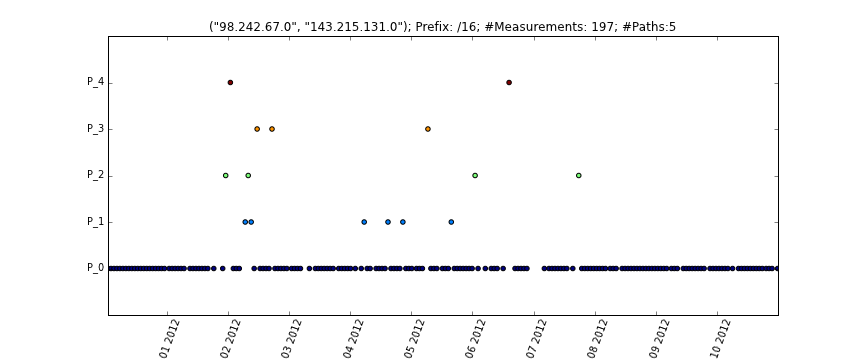 ("98.242.67.0", "143.215.131.0"); Prefix: /16; #Measurements: 197; #Paths:5
P_4
P_3
P_2
P_1
P_0
01 2012
02 2012
03 2012
04 2012
05 2012
06 2012
07 2012
08 2012
09 2012
10 2012